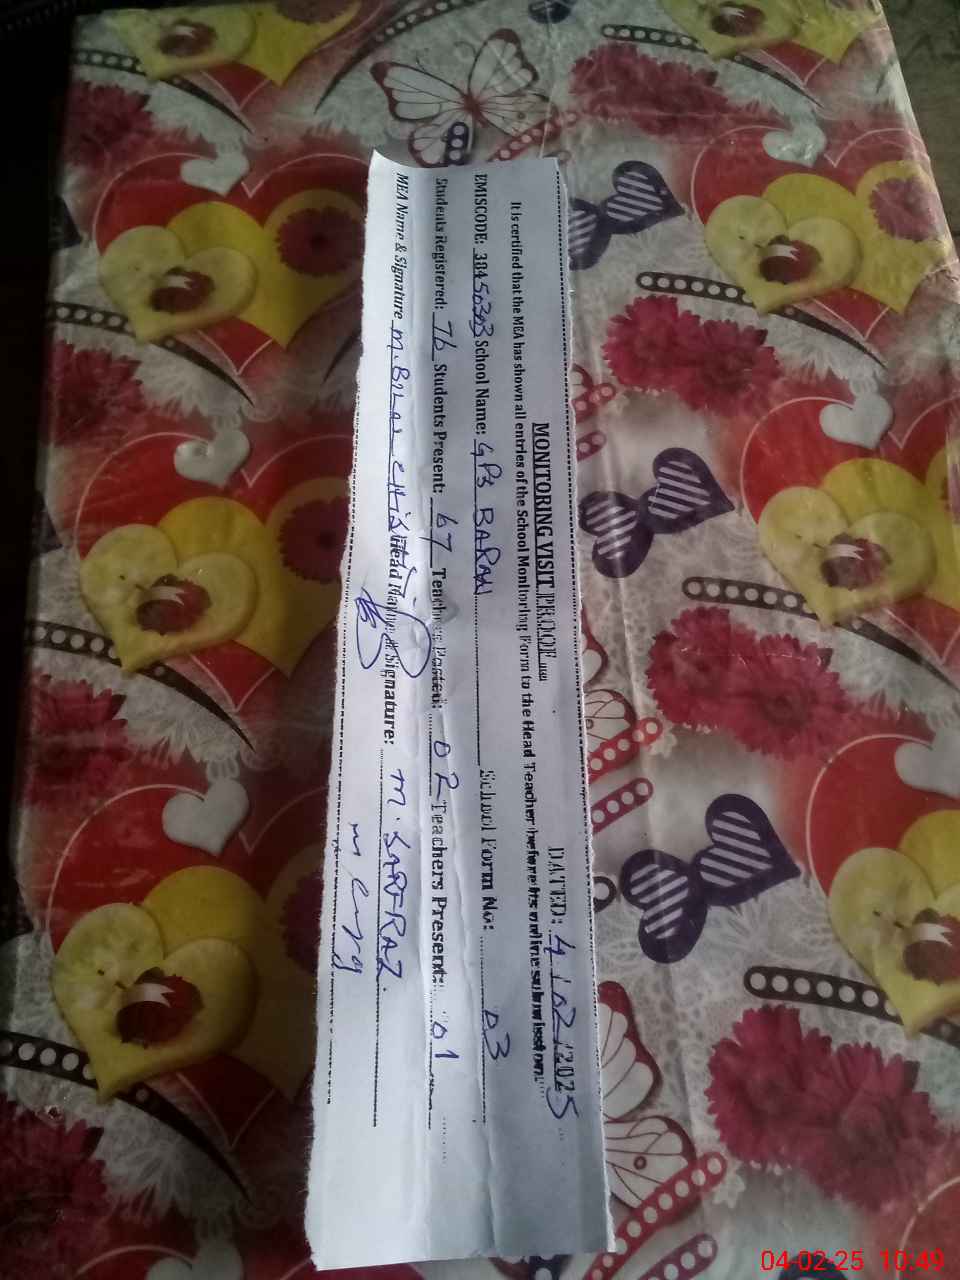 MONITORING VISIT PROOF
DATED: 4/02/2025
It is certified that the MEA has shown all entries of the School Monitoring Form to the Head Teacher before its online submission.
EMISCODE: 38450303 School Name: GPS BARAN School Form No: 03
Students Registered: 76 Students Present: 67 Teachers Posted: 02 Teachers Present: 01
MEA Name & Signature M. BILAL CHISHTI Head Name & Signature: M. SARFRAZ.
04-02-25 10:49